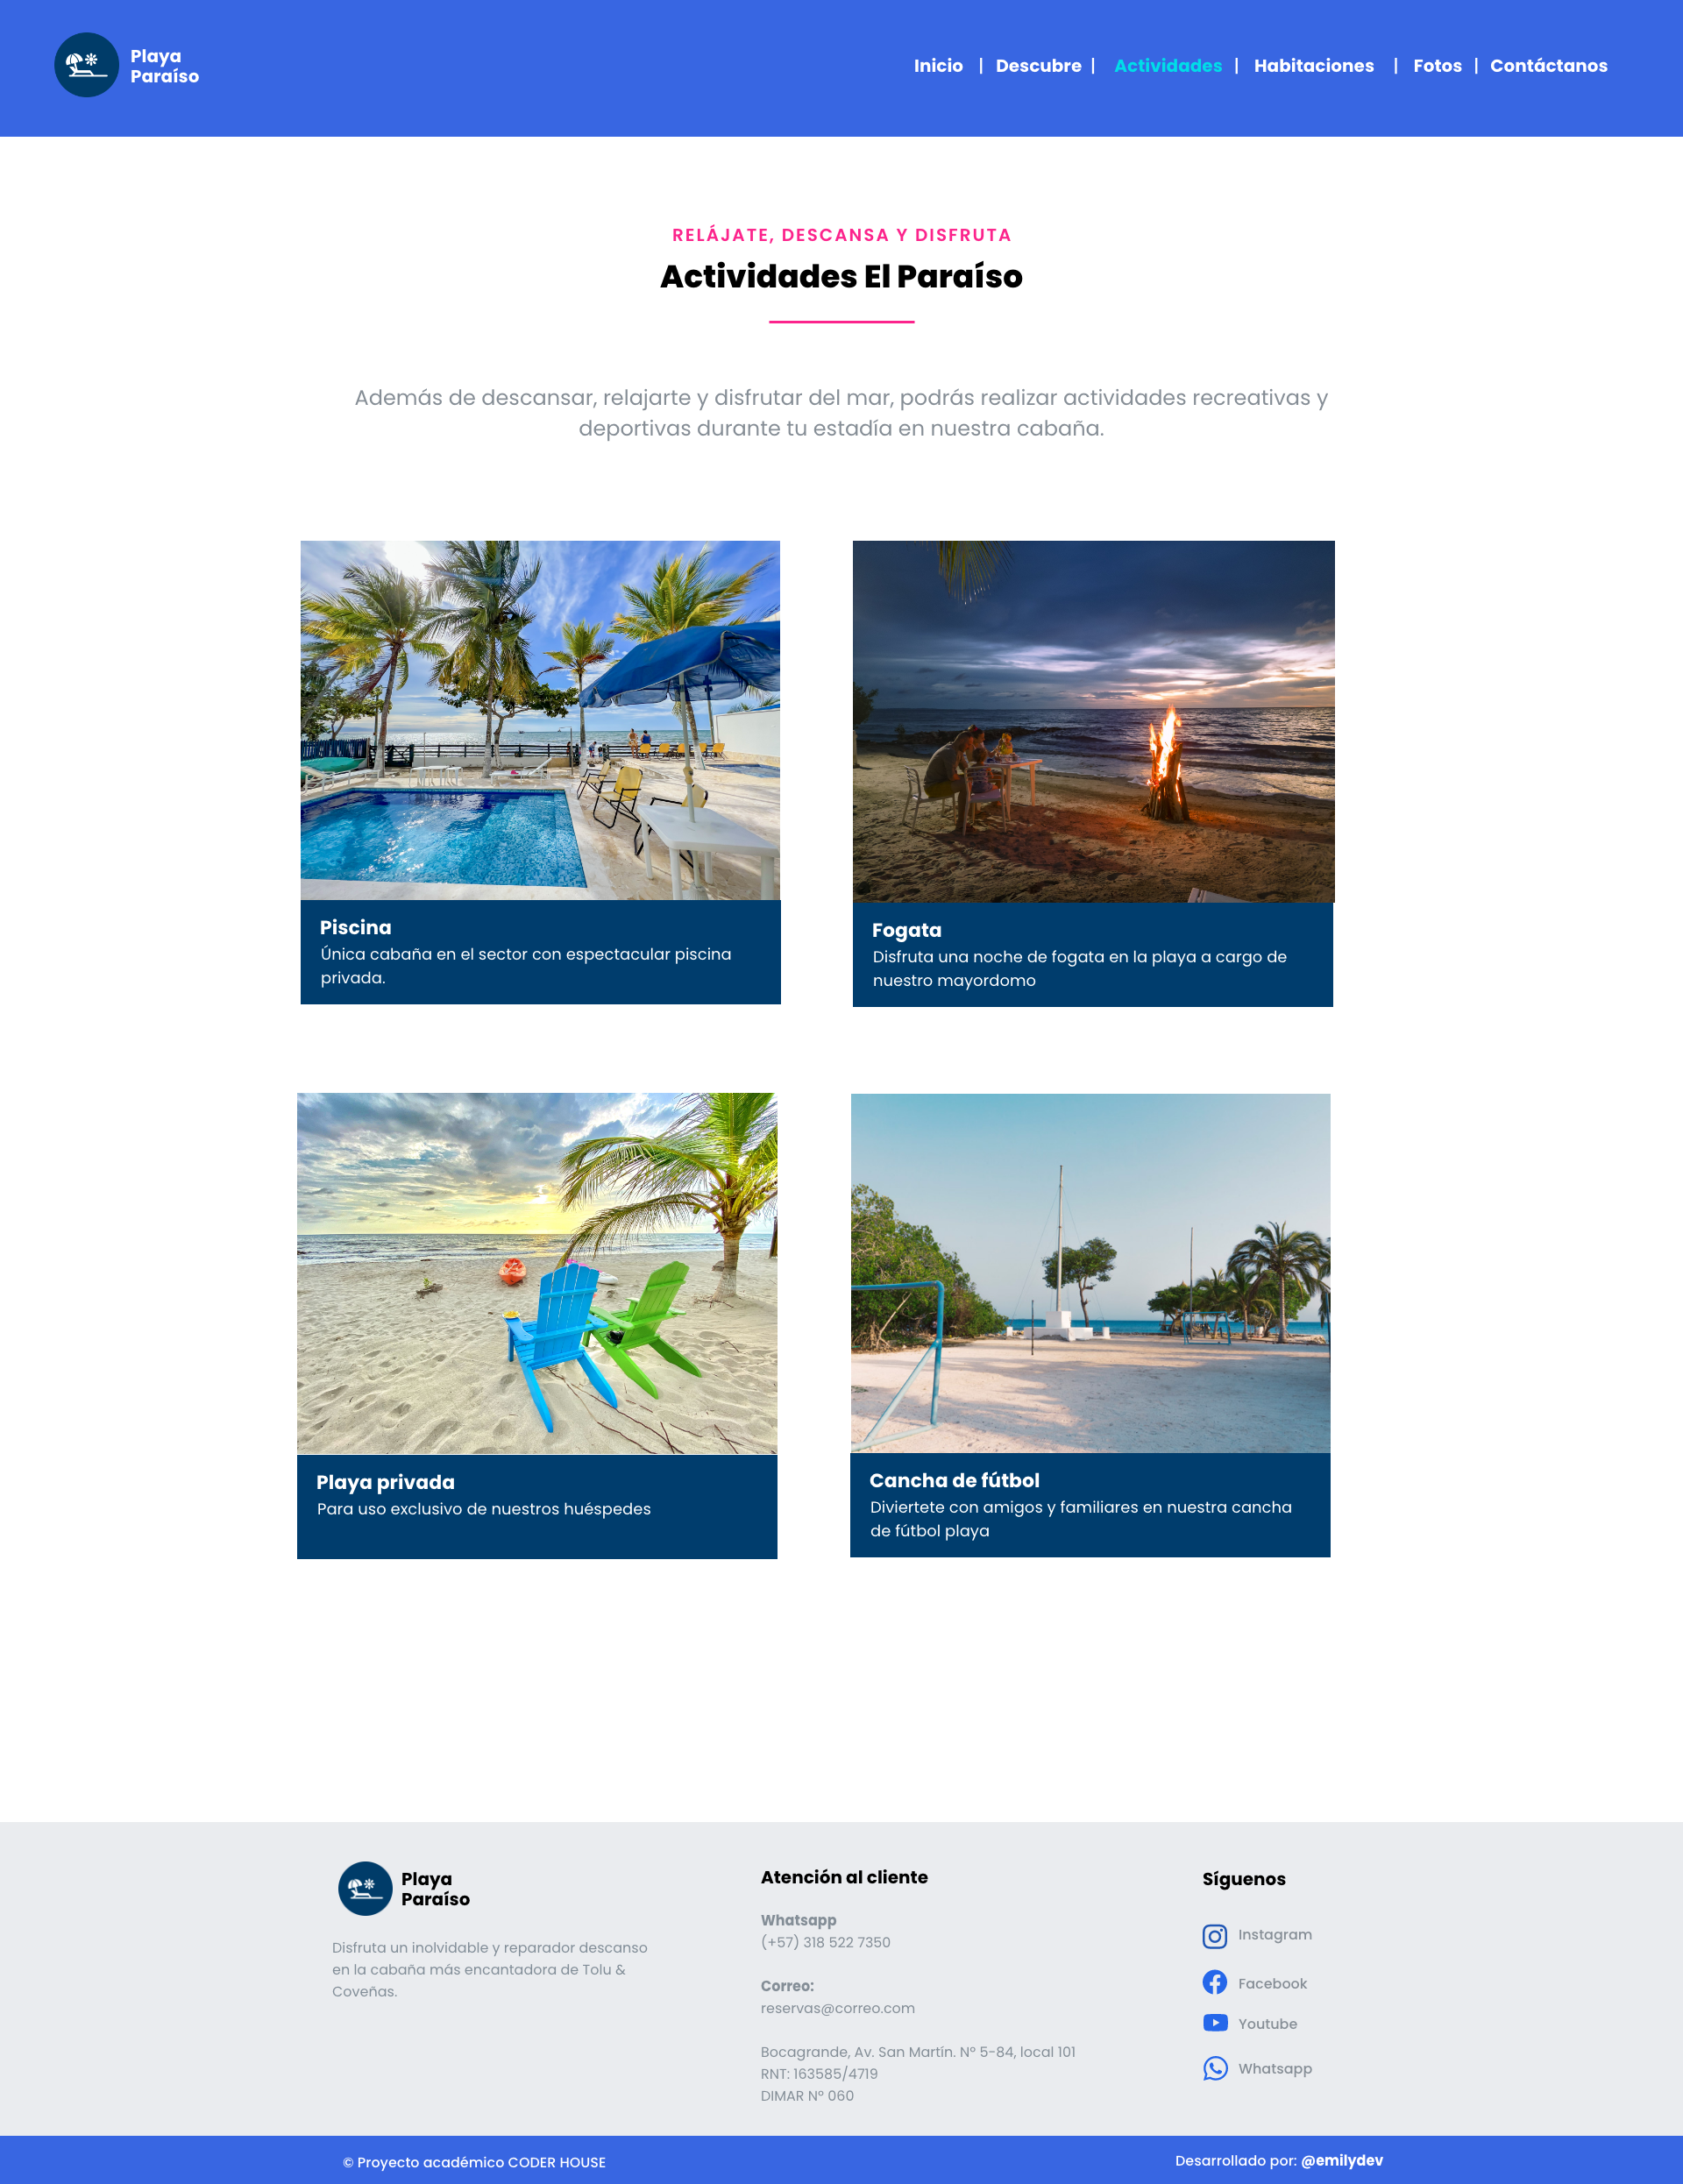 Playa
Paraíso
Inicio | Descubre | Actividades | Habitaciones | Fotos | Contáctanos
RELÁJATE, DESCANSA Y DISFRUTA
Actividades El Paraíso
Además de descansar, relajarte y disfrutar del mar, podrás realizar actividades recreativas y
deportivas durante tu estadía en nuestra cabaña.
Piscina
Única cabaña en el sector con espectacular piscina
privada.
Fogata
Disfruta una noche de fogata en la playa a cargo de
nuestro mayordomo
Playa privada
Para uso exclusivo de nuestros huéspedes
Cancha de fútbol
Diviertete con amigos y familiares en nuestra cancha
de fútbol playa
Playa
Paraíso
Disfruta un inolvidable y reparador descanso
en la cabaña más encantadora de Tolu &
Coveñas.
Atención al cliente
Whatsapp
(+57) 318 522 7350
Correo:
reservas@correo.com
Bocagrande, Av. San Martín. Nº 5-84, local 101
RNT: 163585/4719
DIMAR Nº 060
Síguenos
Instagram
Facebook
Youtube
Whatsapp
© Proyecto académico CODER HOUSE
Desarrollado por: @emilydev